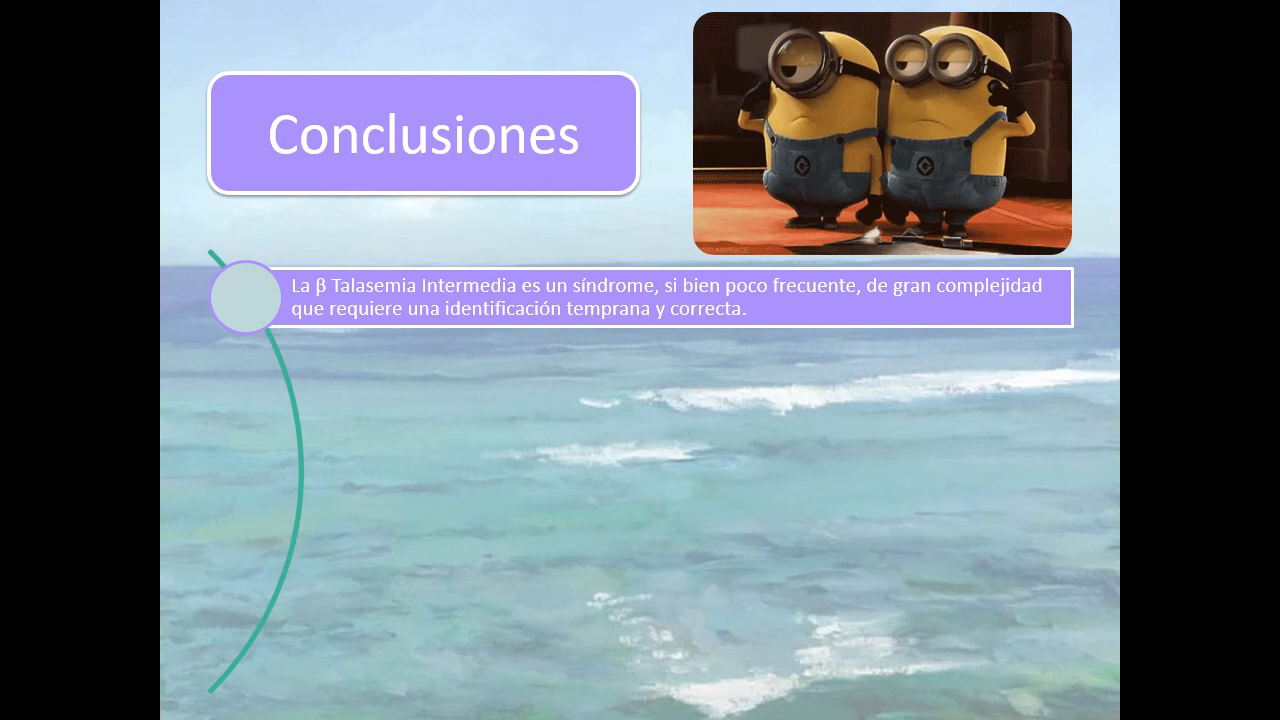 Conclusiones
La β Talasemia Intermedia es un síndrome, si bien poco frecuente, de gran complejidad
que requiere una identificación temprana y correcta.